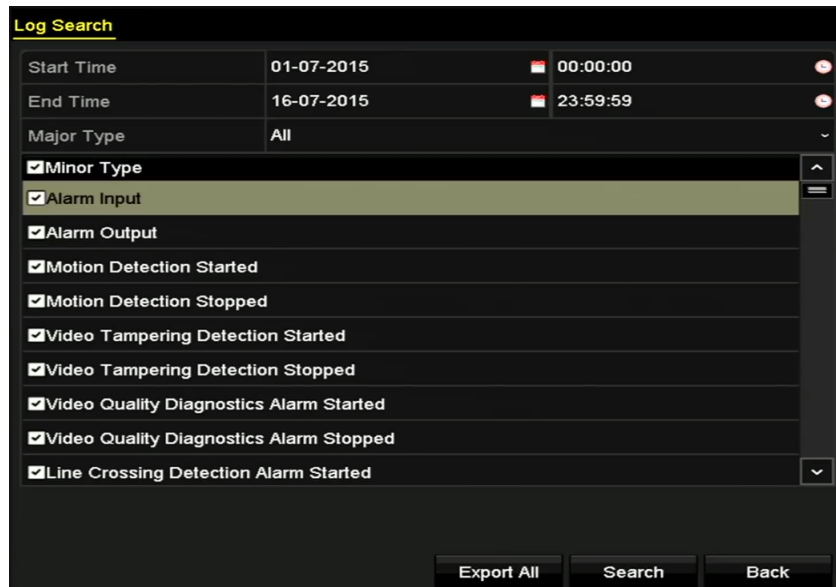 Log Search
Start Time 01-07-2015 00:00:00
End Time 16-07-2015 23:59:59
Major Type All
Minor Type
Alarm Input
Alarm Output
Motion Detection Started
Motion Detection Stopped
Video Tampering Detection Started
Video Tampering Detection Stopped
Video Quality Diagnostics Alarm Started
Video Quality Diagnostics Alarm Stopped
Line Crossing Detection Alarm Started
Export All Search Back